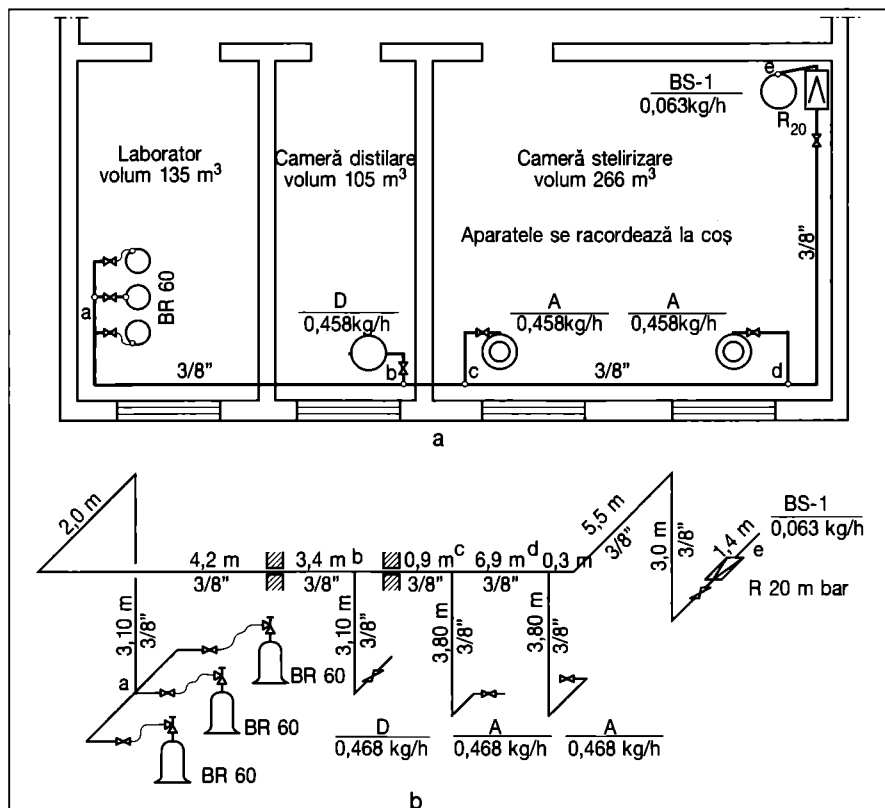 e
BS-1
0,063kg/h
R20
Laborator
volum 135 m³
Cameră distilare
volum 105 m³
Cameră stelirizare
volum 266 m³
Aparatele se racordează la coș
3/8"
a
BR 60
D
0,458kg/h
A
0,458kg/h
A
0,458kg/h
3/8"
b
c
3/8"
d
a
2,0 m
4,2 m
3/8"
3,4 m
3/8"
b
0,9 m
3/8"
c
6,9 m
3/8"
d
0,3 m
5,5 m
3/8"
3,0 m
3/8"
1,4 m
e
BS-1
0,063 kg/h
R 20 m bar
3,10 m
3/8"
3,10 m
3/8"
3,80 m
3/8"
3,80 m
3/8"
a
BR 60
BR 60
BR 60
D
0,468 kg/h
A
0,468 kg/h
A
0,468 kg/h
b